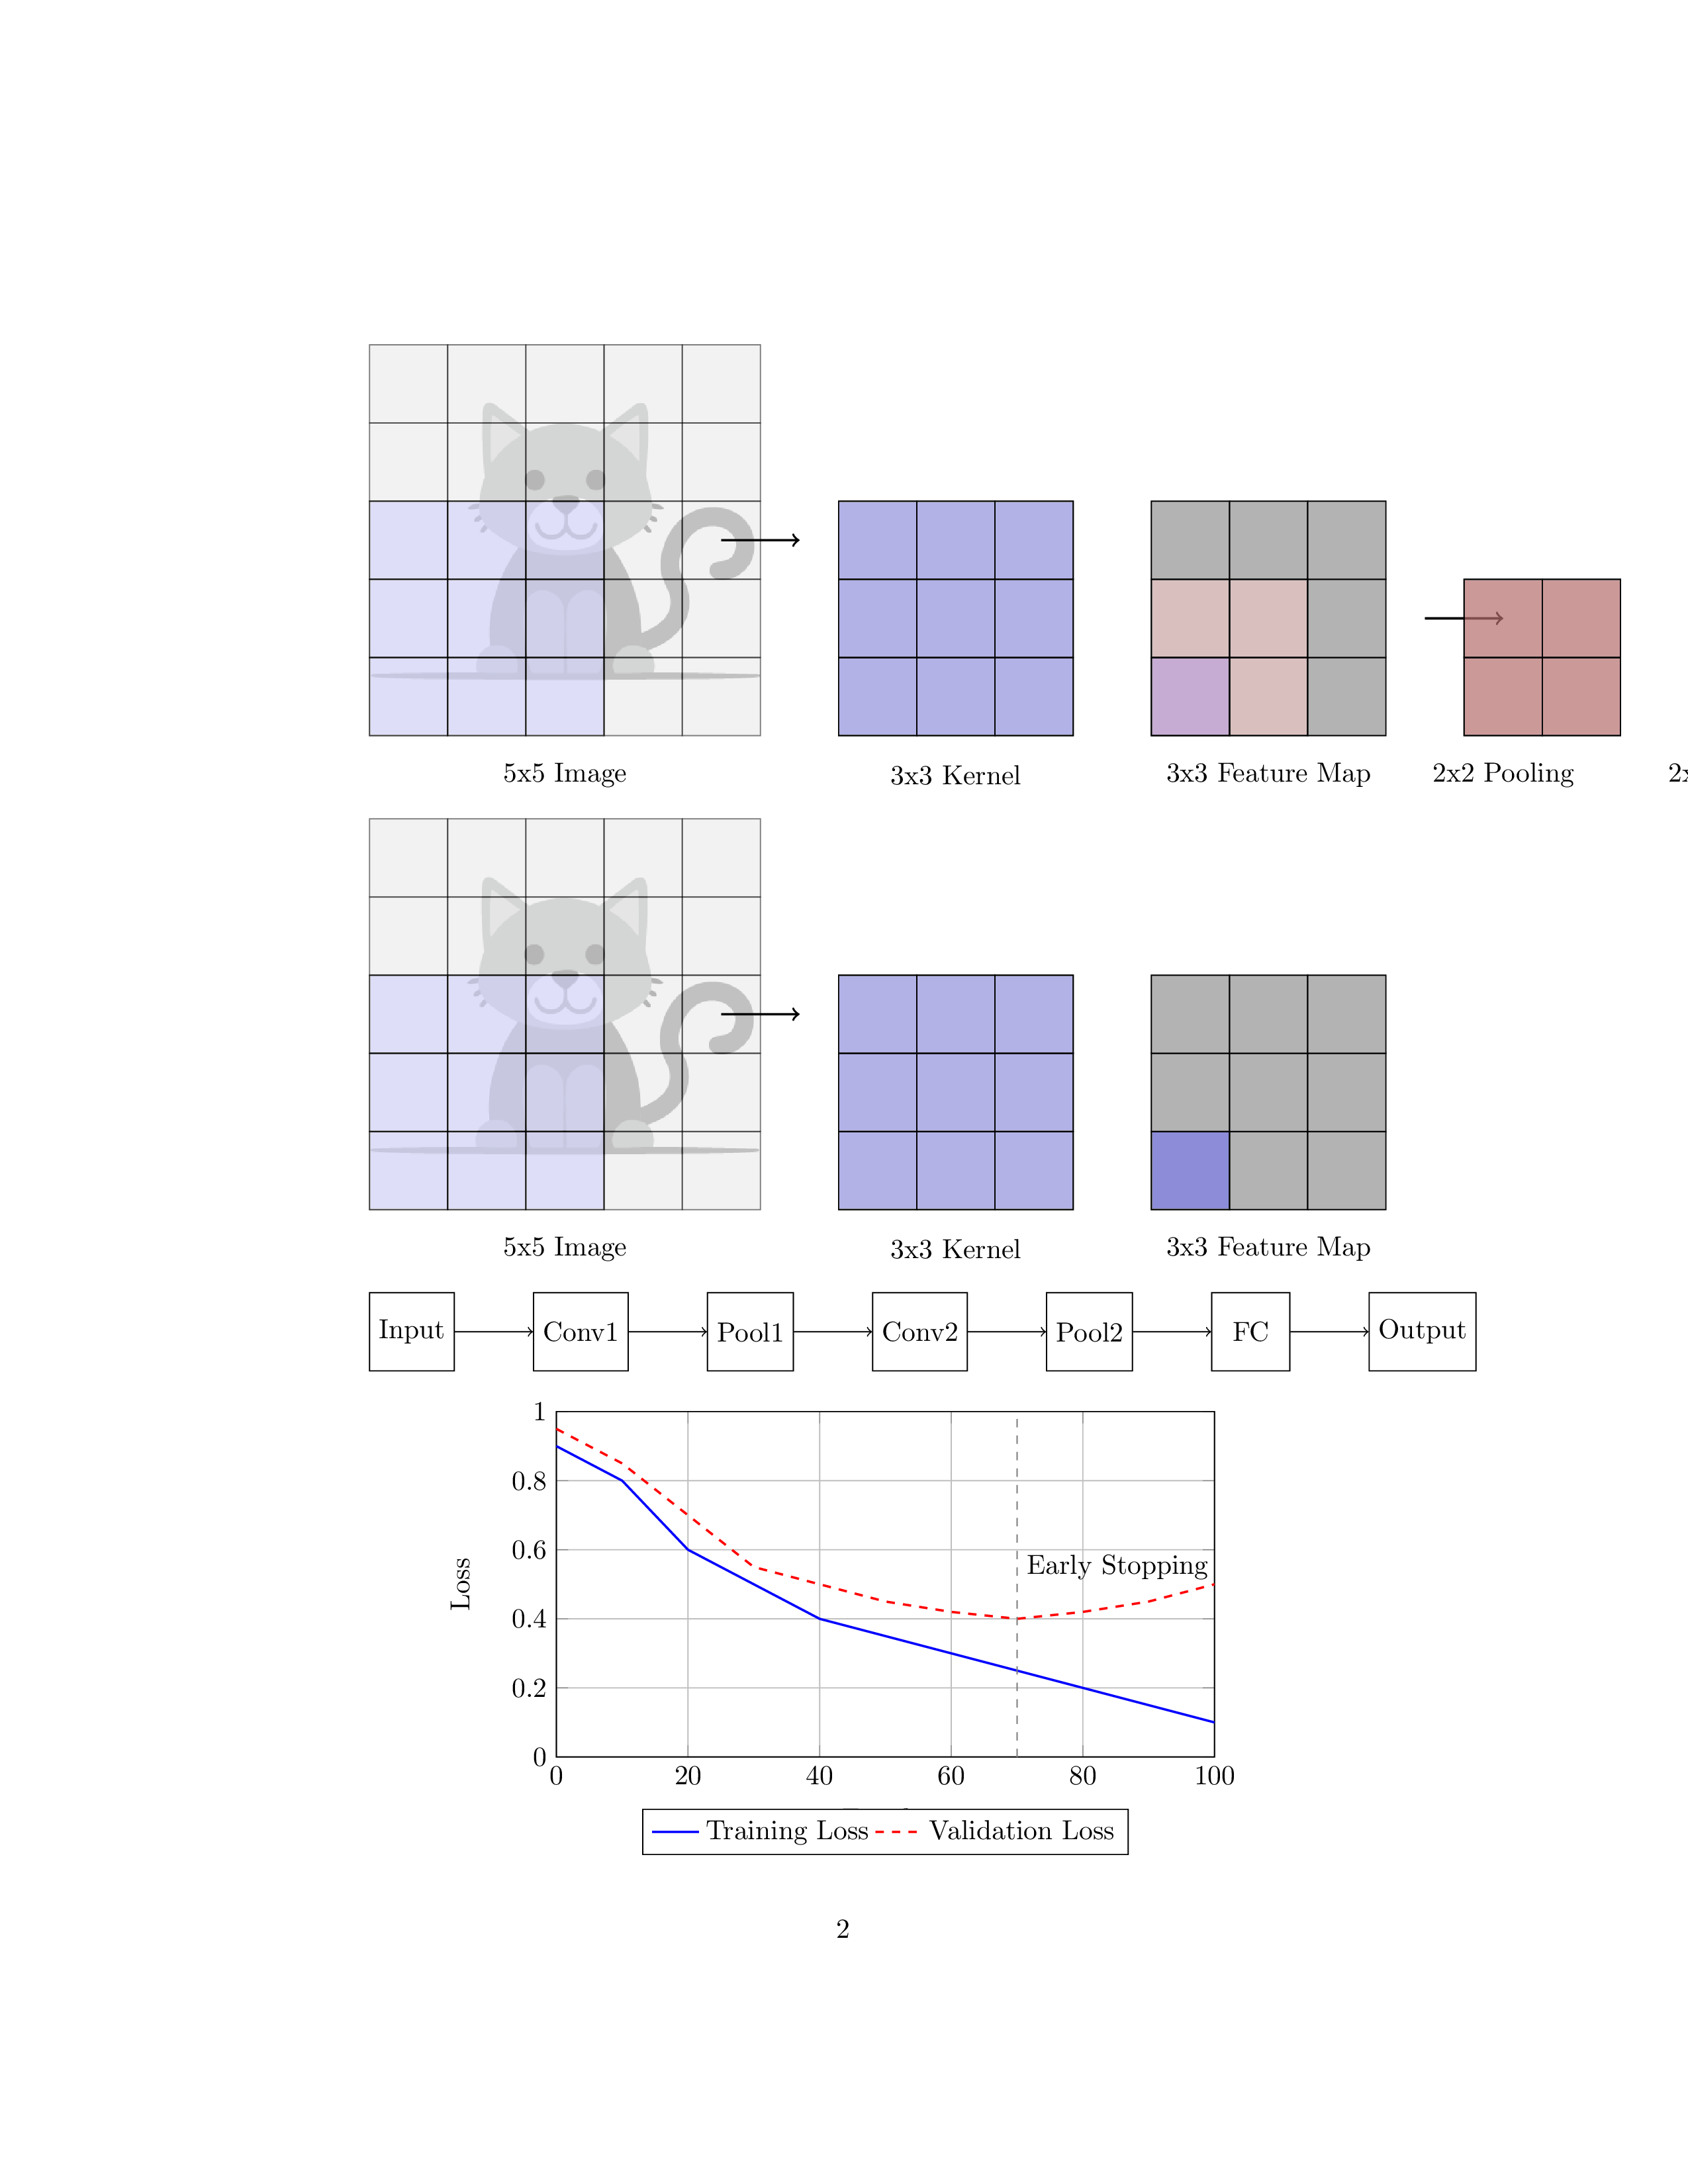 5x5 Image 3x3 Kernel 3x3 Feature Map 2x2 Pooling 2x
5x5 Image 3x3 Kernel 3x3 Feature Map
Input Conv1 Pool1 Conv2 Pool2 FC Output
1
0.8
0.6
Early Stopping
Loss
0.4
0.2
0
0 20 40 60 80 100
Training Loss Validation Loss
2